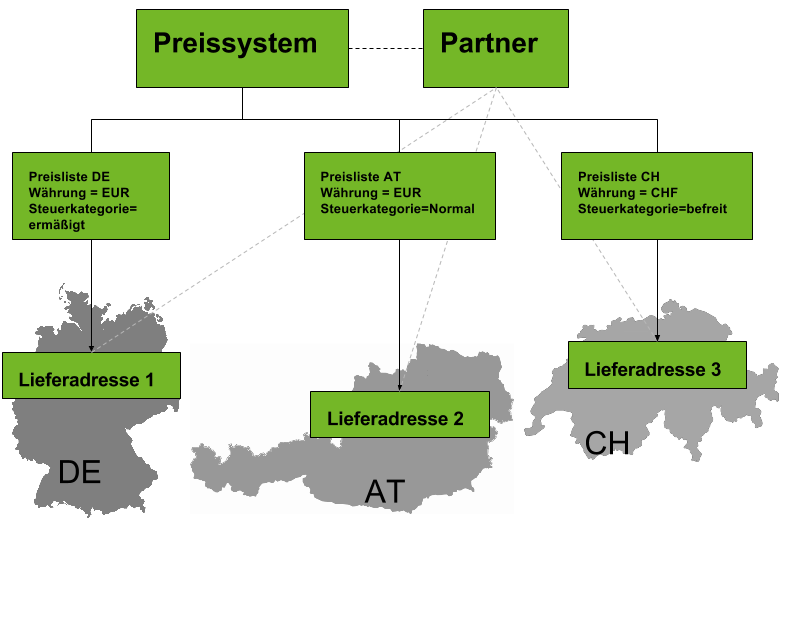 Preissystem
Partner
Preisliste DE
Währung = EUR
Steuerkategorie=
ermäßigt
Preisliste AT
Währung = EUR
Steuerkategorie=Normal
Preisliste CH
Währung = CHF
Steuerkategorie=befreit
Lieferadresse 1
Lieferadresse 2
Lieferadresse 3
DE
AT
CH